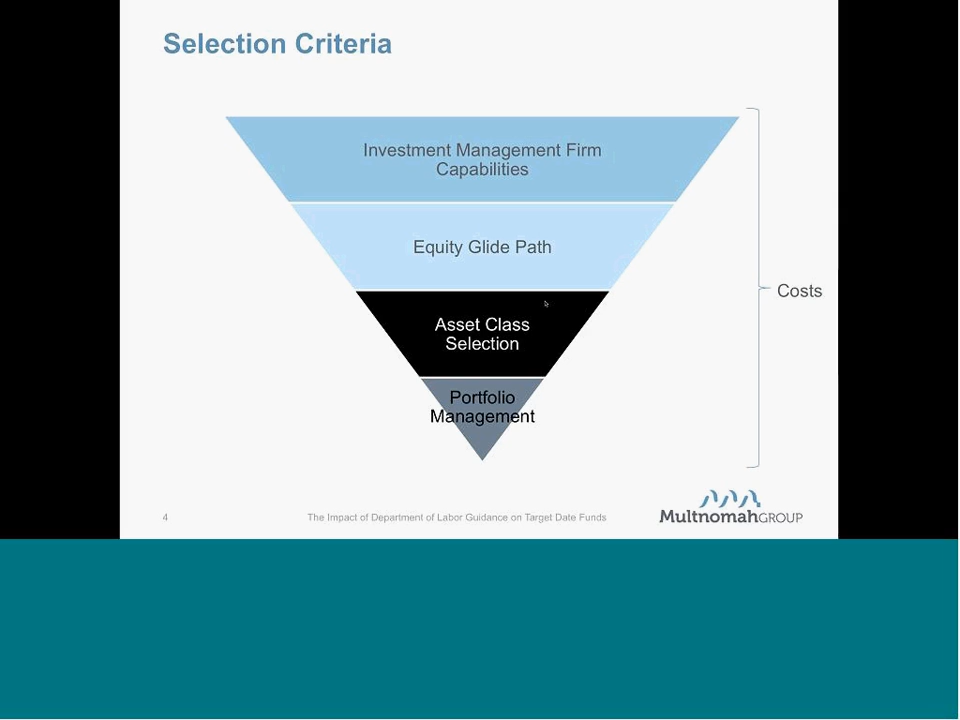 Selection Criteria
Investment Management Firm
Capabilities
Equity Glide Path
Asset Class
Selection
Portfolio
Management
Costs
4
The Impact of Department of Labor Guidance on Target Date Funds
MultnomahGROUP